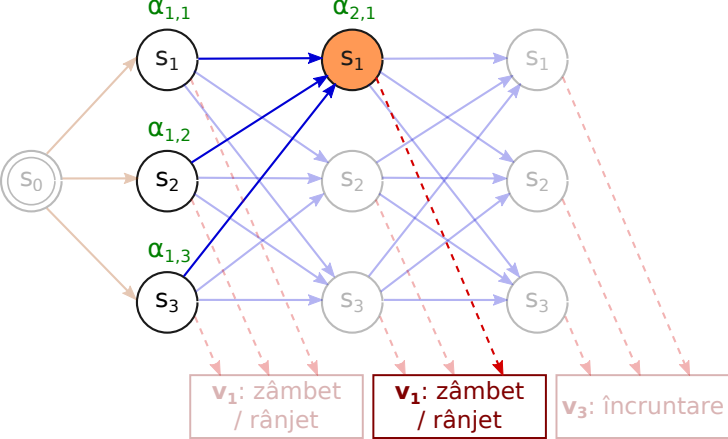 α1,1 α2,1
s1 s1 s1
α1,2
s0 s2 s2 s2
α1,3
s3 s3 s3
v1: zâmbet
/ rânjet
v1: zâmbet
/ rânjet
v3: încruntare